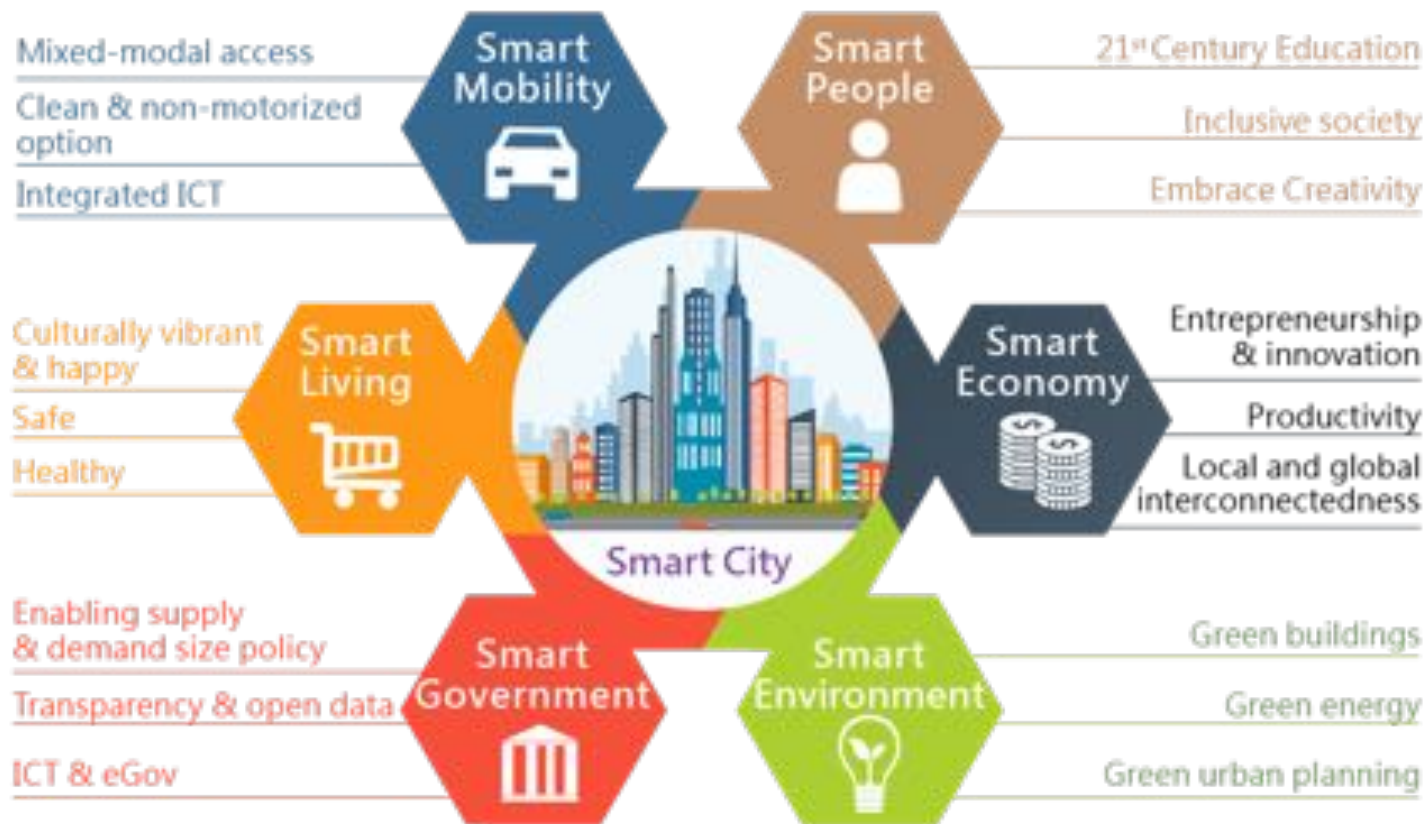 Smart
Mobility
Mixed-modal access
Clean & non-motorized
option
Integrated ICT
Smart
People
21st Century Education
Inclusive society
Embrace Creativity
Smart
Living
Culturally vibrant
& happy
Safe
Healthy
Smart
Economy
Entrepreneurship
& innovation
Productivity
Local and global
interconnectedness
Smart City
Smart
Government
Enabling supply
& demand size policy
Transparency & open data
ICT & eGov
Smart
Environment
Green buildings
Green energy
Green urban planning